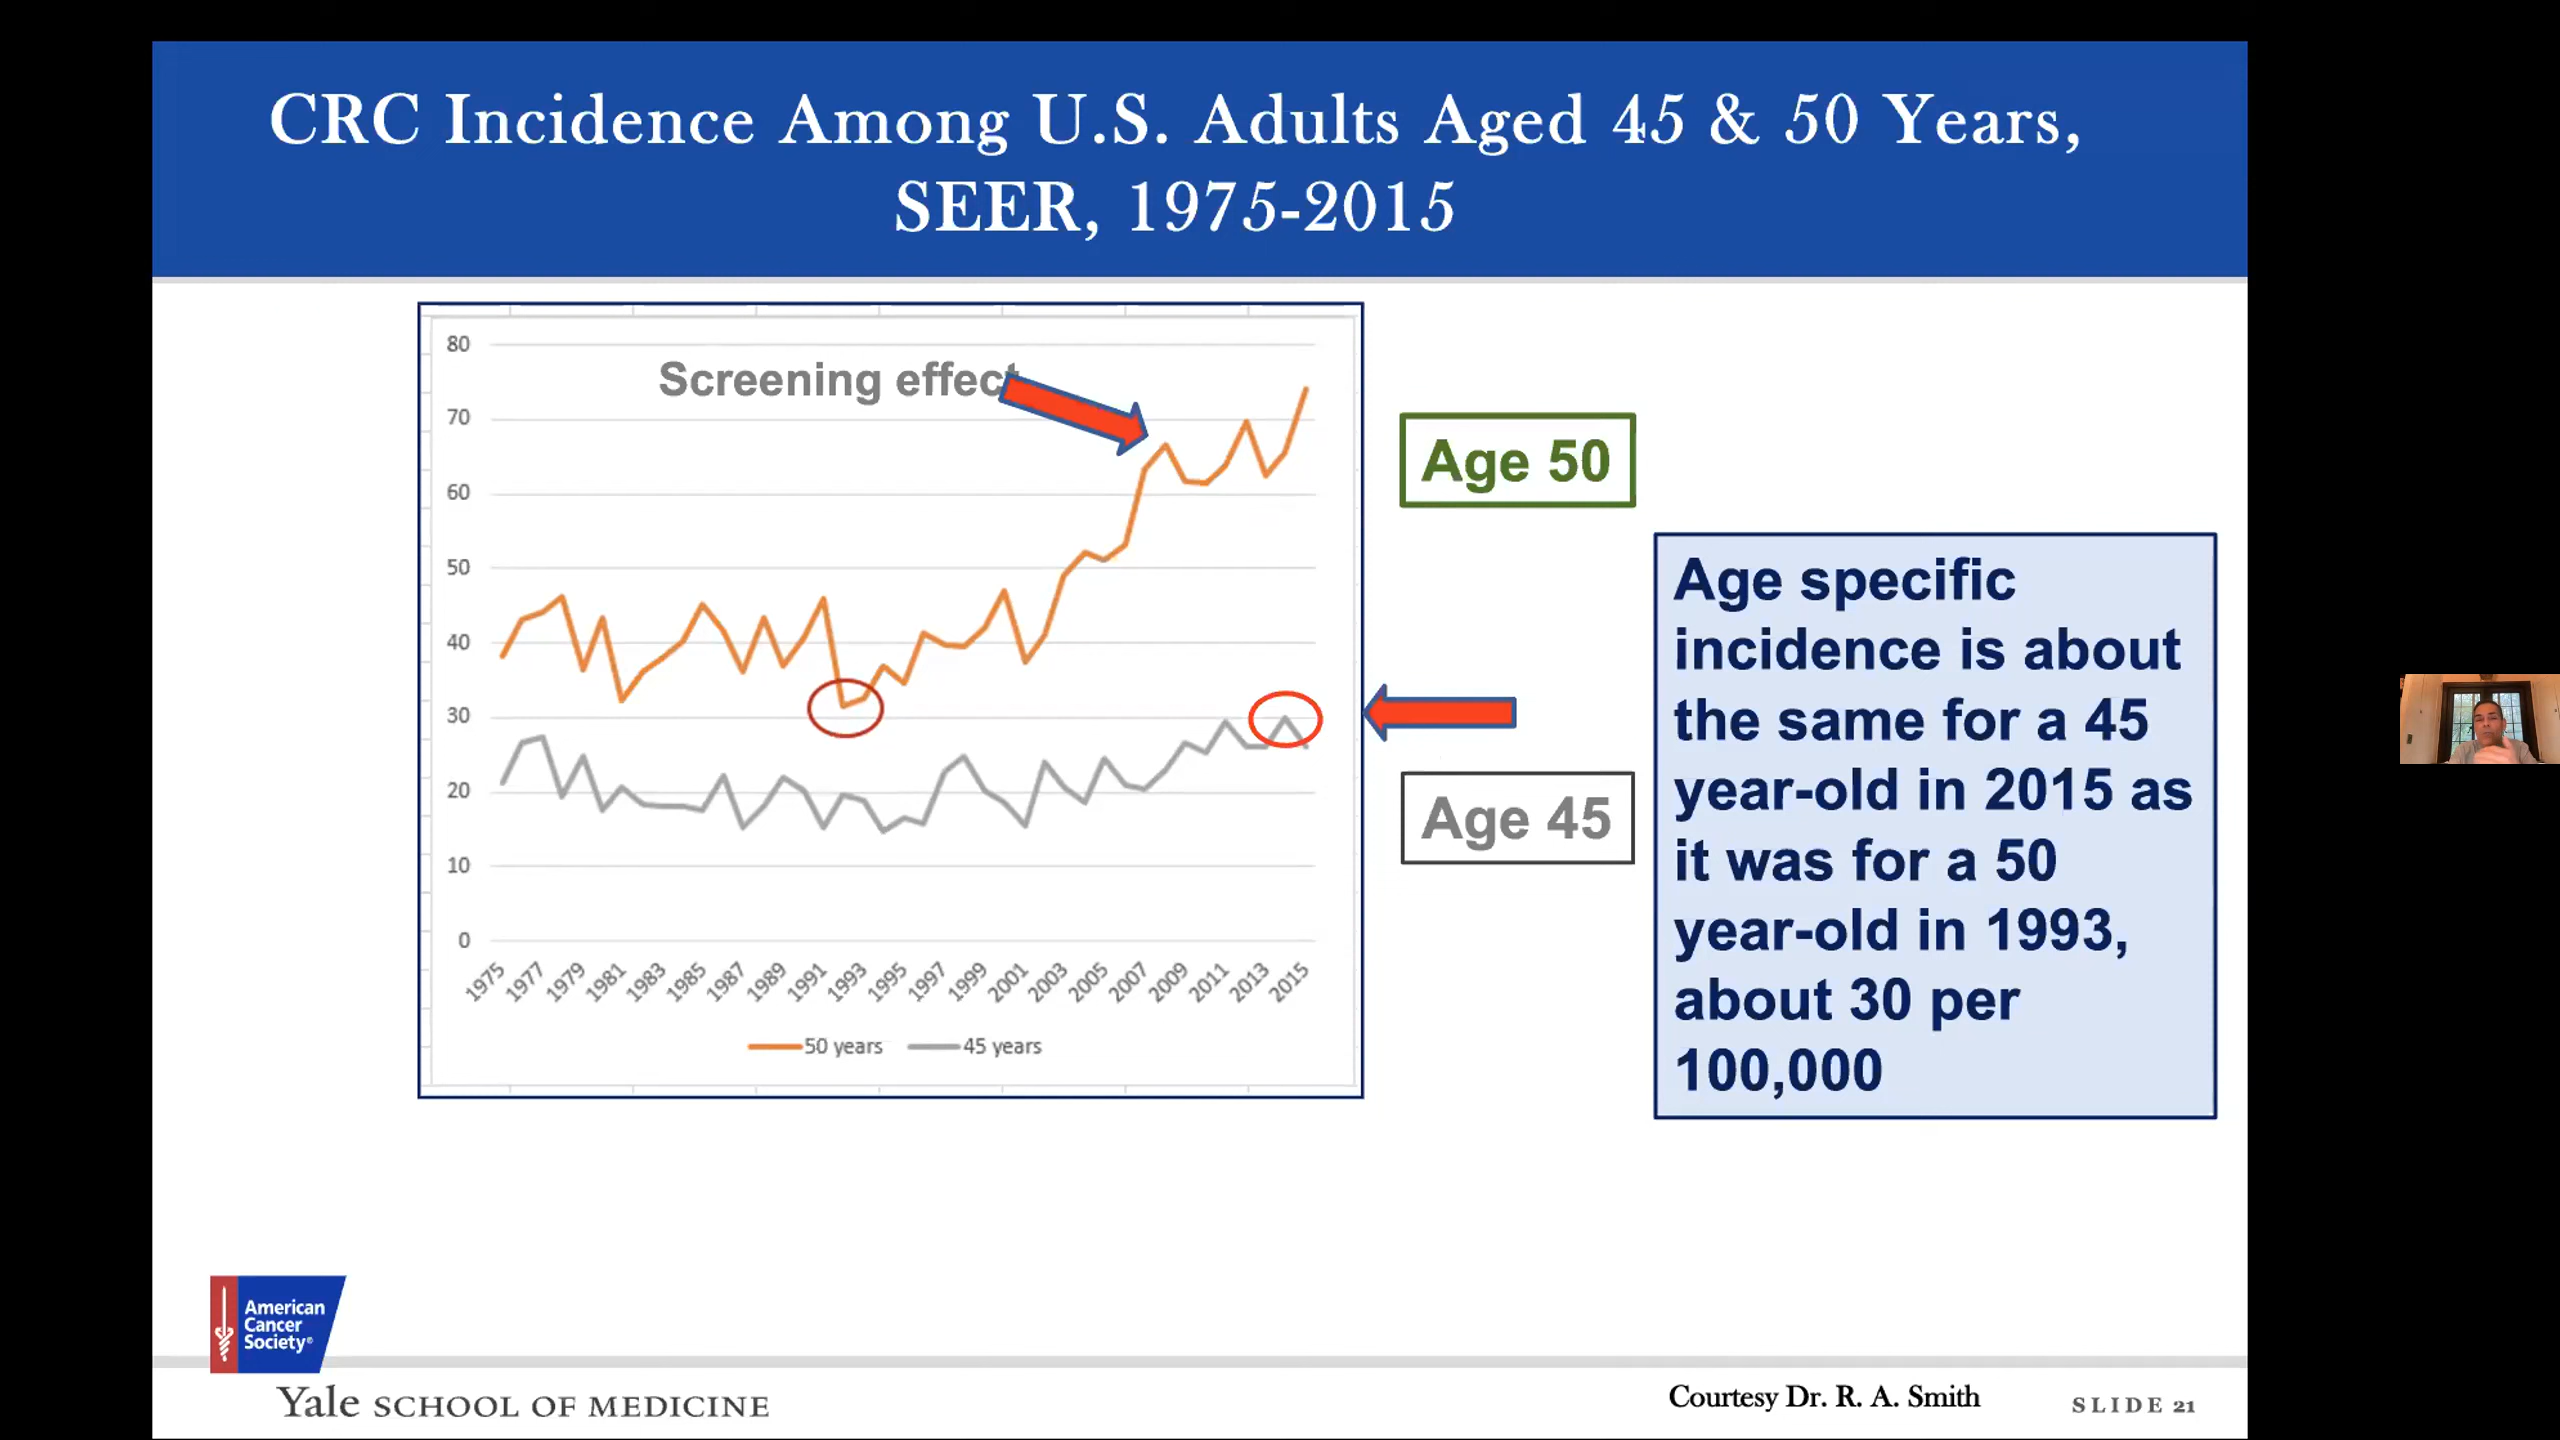 CRC Incidence Among U.S. Adults Aged 45 & 50 Years,
SEER, 1975-2015
80
Screening effect
70
60
50
40
30
20
10
0
1975 1977 1979 1981 1983 1985 1987 1989 1991 1993 1995 1997 1999 2001 2003 2005 2007 2009 2011 2013 2015
50 years 45 years
Age 50
Age 45
Age specific
incidence is about
the same for a 45
year-old in 2015 as
it was for a 50
year-old in 1993,
about 30 per
100,000
American
Cancer
Society®
Yale SCHOOL OF MEDICINE
Courtesy Dr. R. A. Smith
SLIDE 21